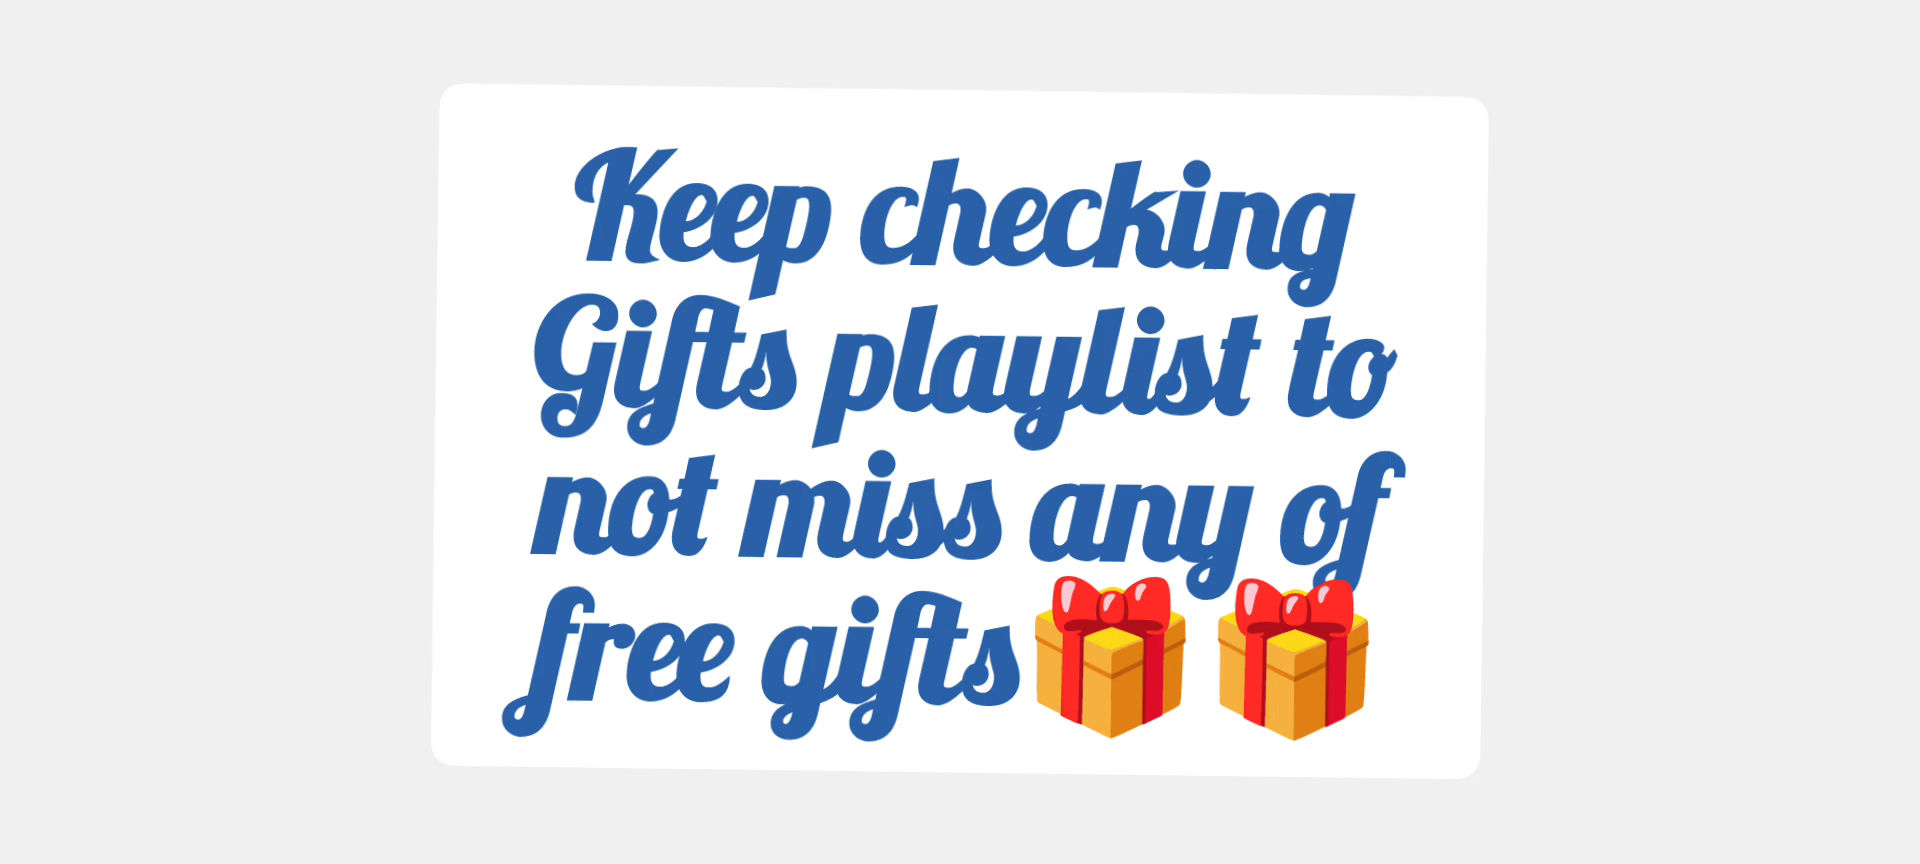 Keep checking
Gifts playlist to
not miss any of
free gifts🎁 🎁